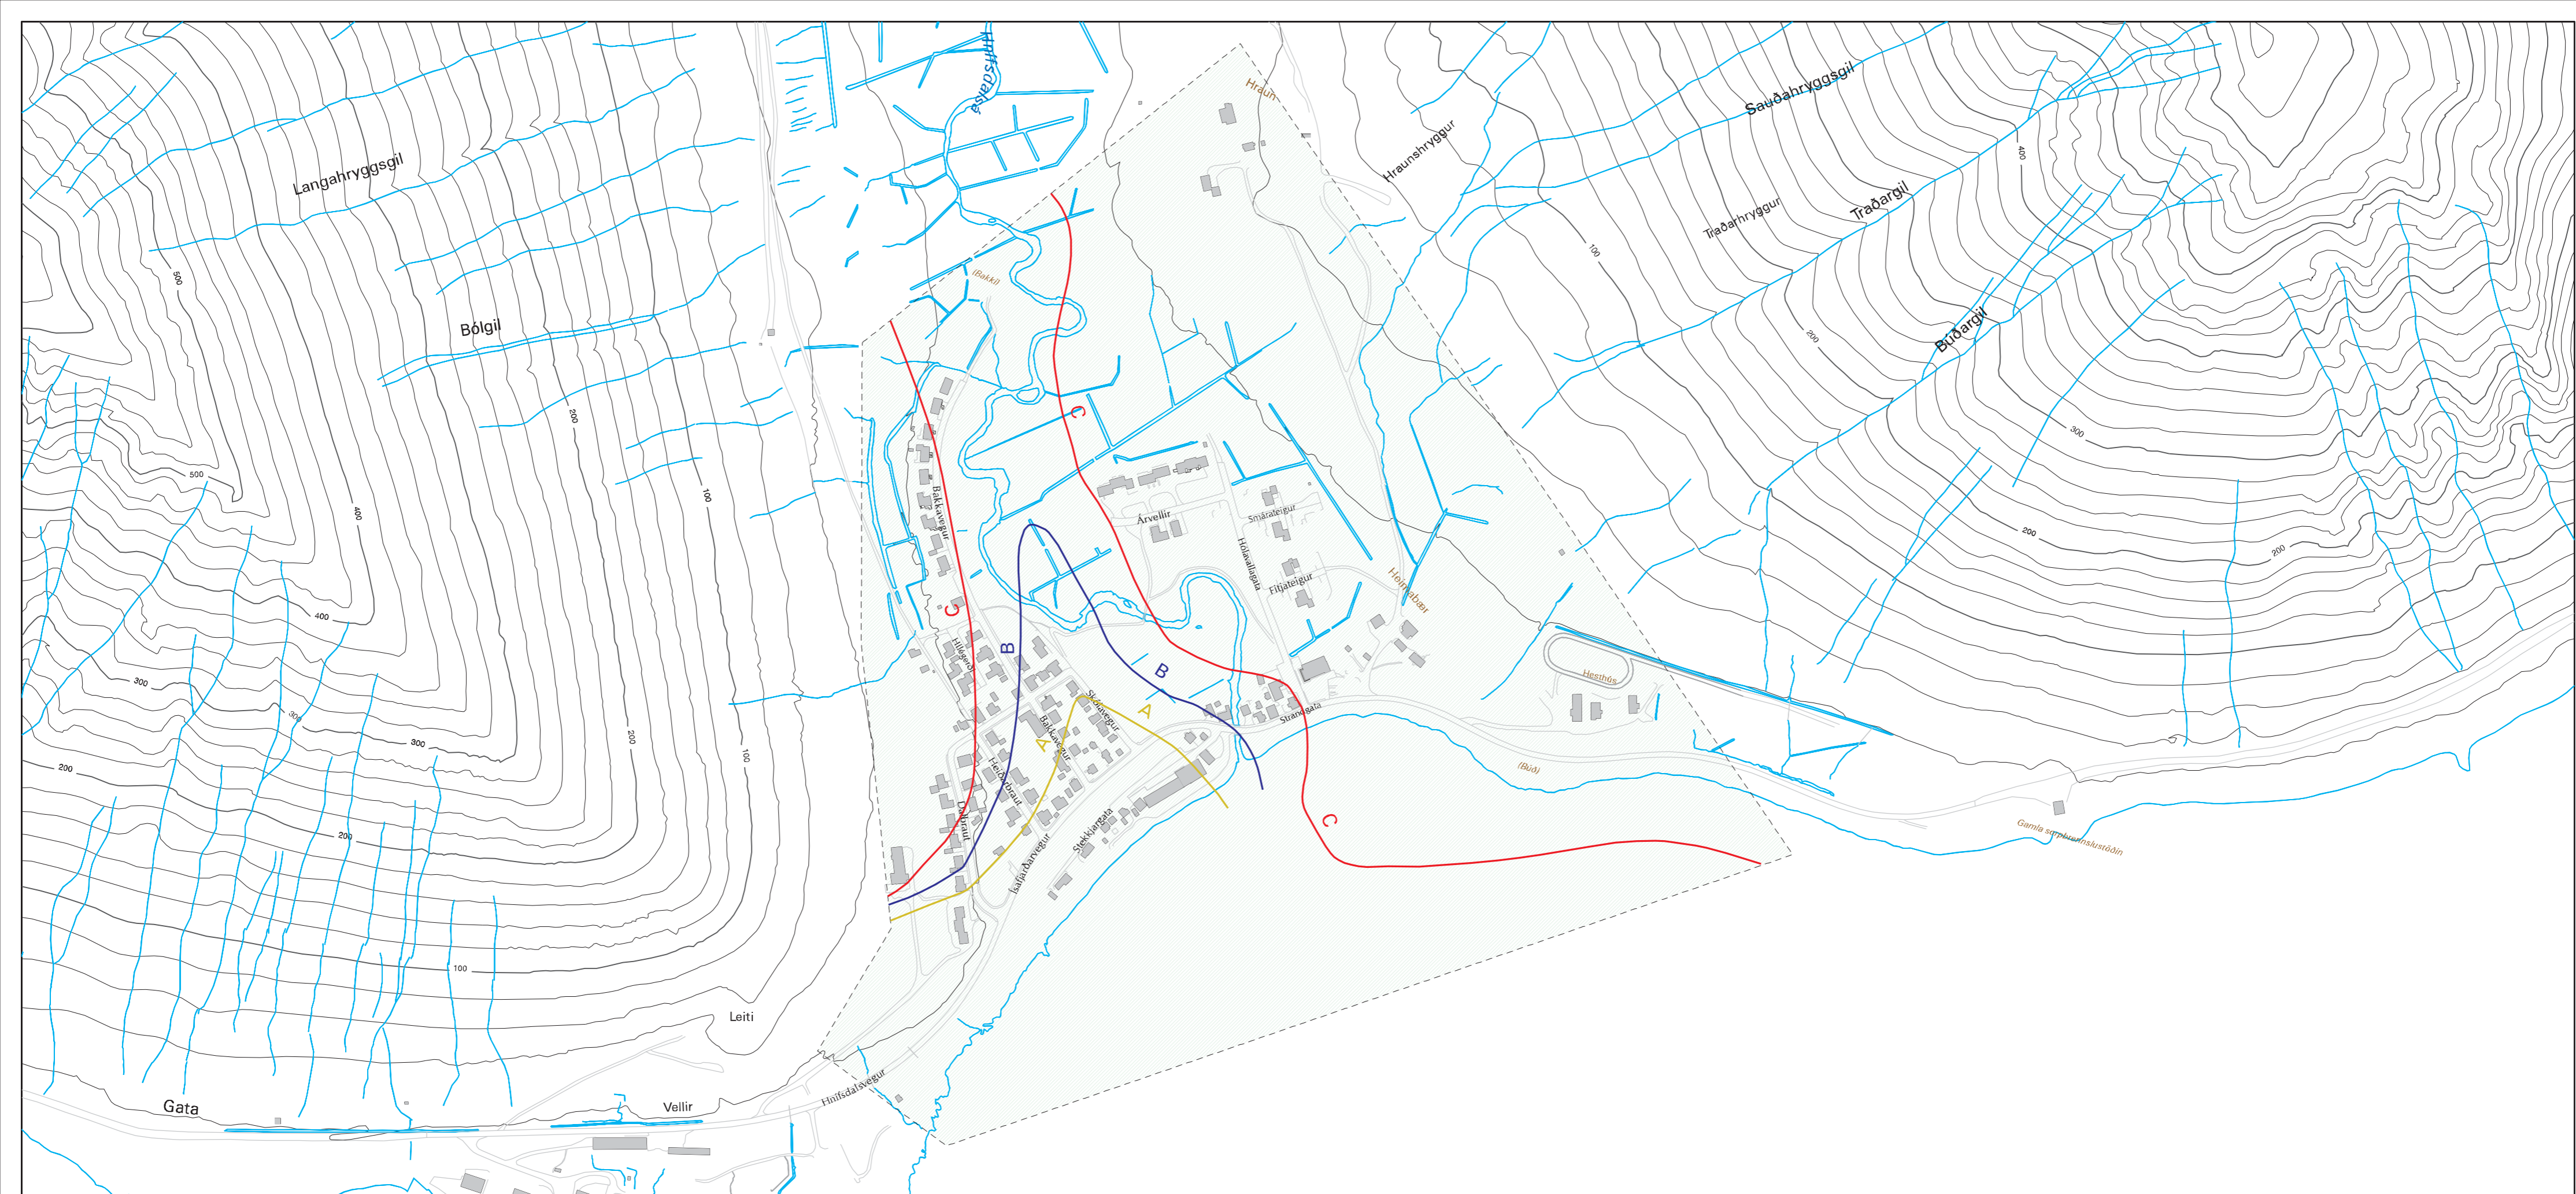 Hnífsdalsá
Hraun
Sauðahryggsgil
Hraunshryggur
400
Langahryggsgil
Traðargil
Traðarhryggur
100
500
(Bakki)
Bólgil
Búðargil
200
200
C
300
500
100
Bakkavegur
400
Árvellir
Smárateigur
200
200
Hólavallagata
Fitjateigur
Heimabær
C
400
B
Hlíðargerði
B
Hesthús
300
300
Skólavegur
A
Strandgata
200
300
A
Bakkavegur
100
200
Heiðarbraut
(Búð)
Dalbraut
C
Stekkjargata
200
Ísafjarðarvegur
Gamla sorpbrennslustöðin
100
Leiti
Hnífsdalsvegur
Gata
Vellir